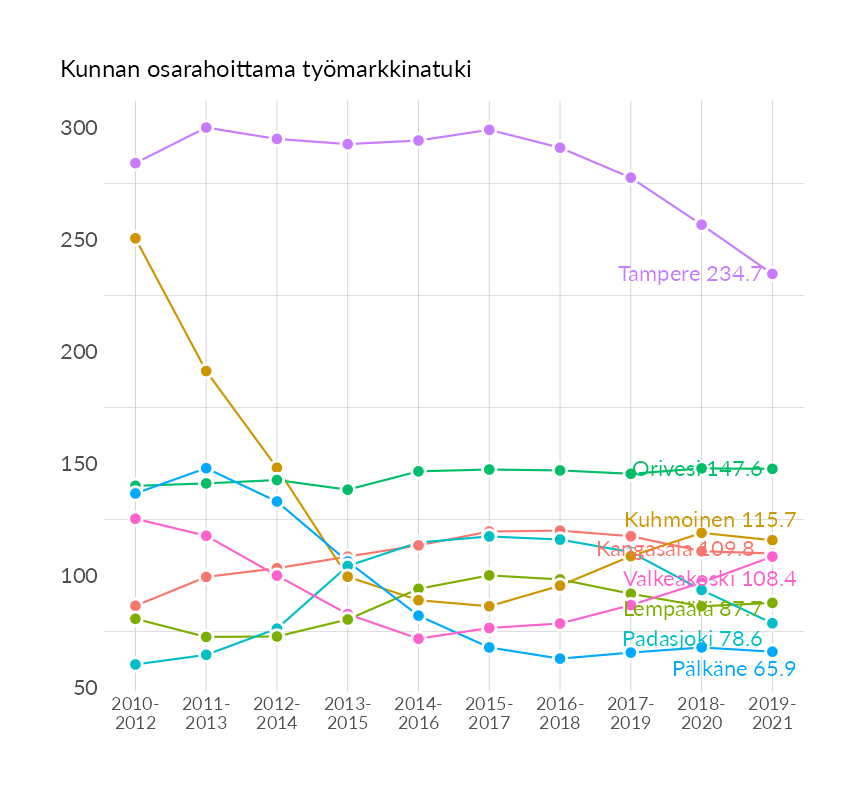 Kunnan osarahoittama työmarkkinatuki
300
250
200
150
100
50
Tampere 234.7
Orivesi 147.6
Kuhmoinen 115.7
Kangasala 109.8
Valkeakoski 108.4
Lempäälä 87.7
Padasjoki 78.6
Pälkäne 65.9
2010- 2011- 2012- 2013- 2014- 2015- 2016- 2017- 2018- 2019-
2012 2013 2014 2015 2016 2017 2018 2019 2020 2021